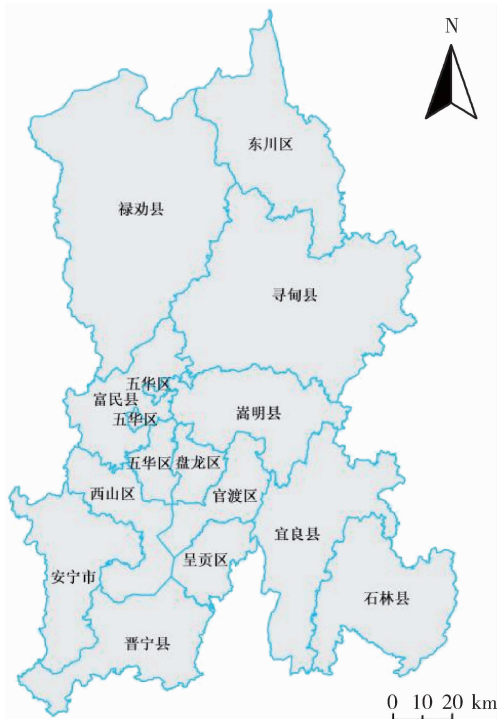 N
东川区
禄劝县
寻甸县
五华区
富民县
五华区
嵩明县
五华区
盘龙区
西山区
官渡区
宜良县
呈贡区
安宁市
石林县
晋宁县
0 10 20 km